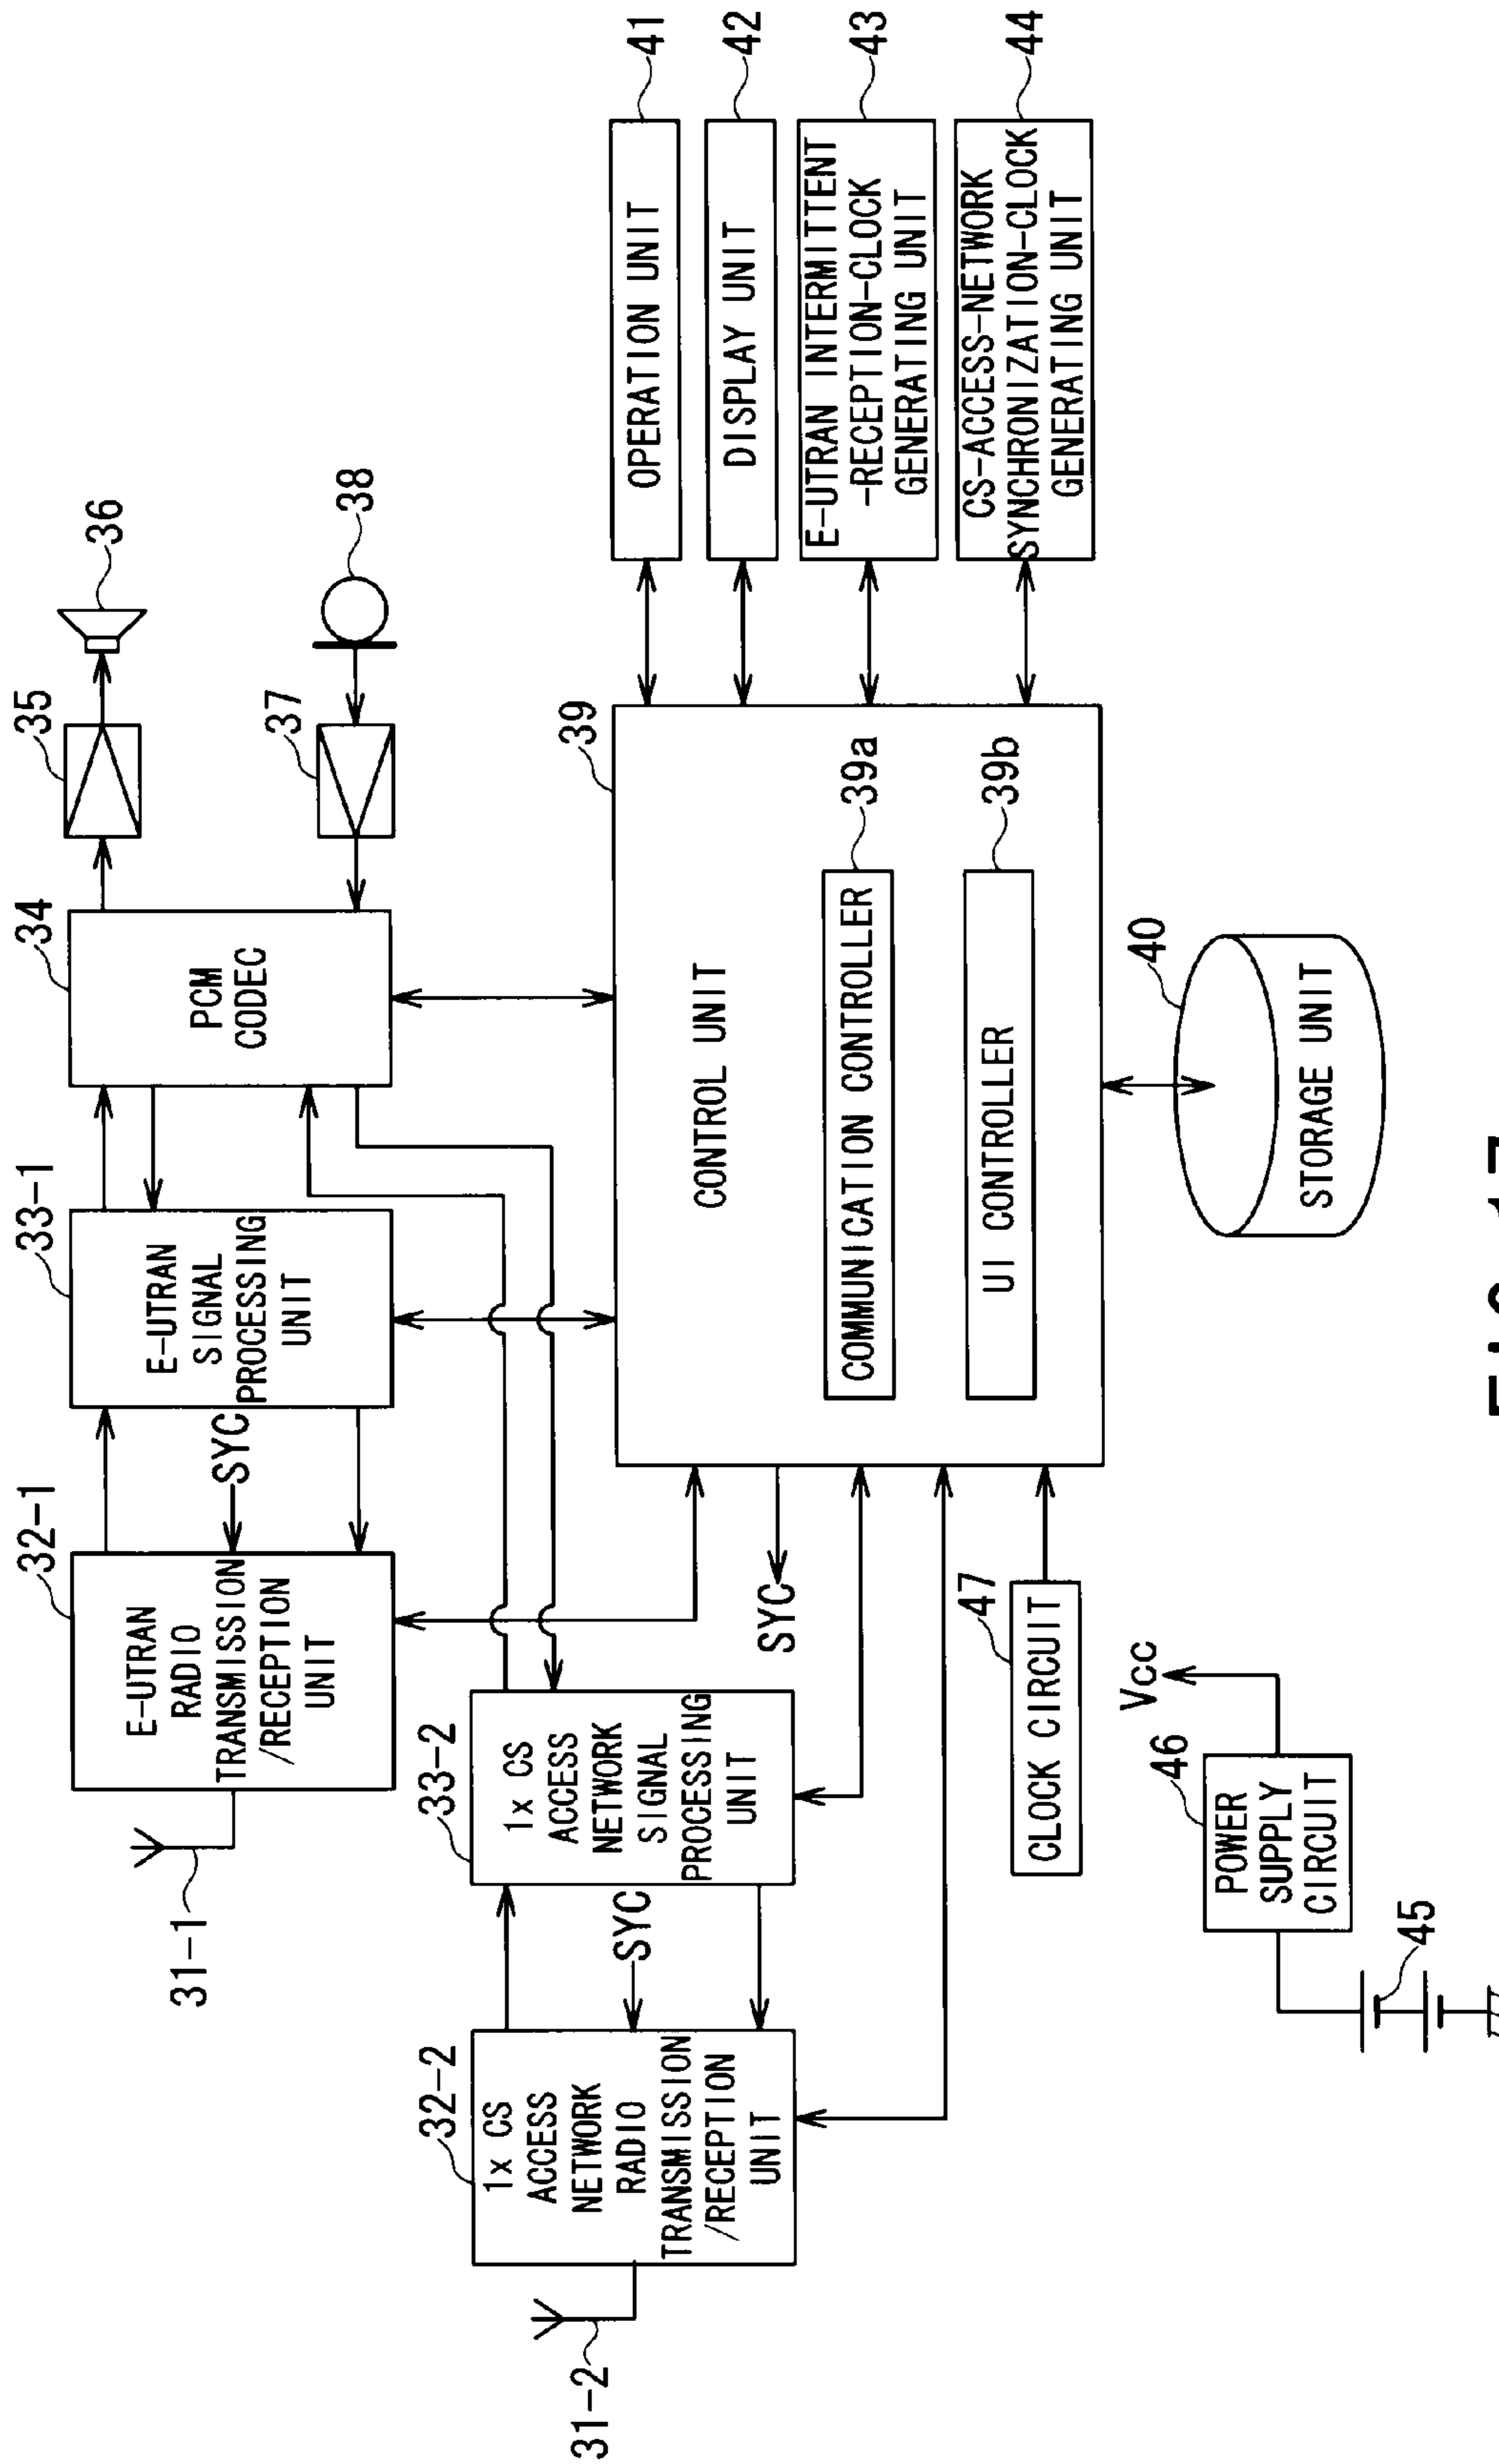 31-1
32-1
E-UTRAN
RADIO
TRANSMISSION
/RECEPTION
UNIT
SYC
33-1
E-UTRAN
SIGNAL
PROCESSING
UNIT
34
PCM
CODEC
35
36
37
38
31-2
32-2
1x CS
ACCESS
NETWORK
RADIO
TRANSMISSION
/RECEPTION
UNIT
SYC
33-2
1x CS
ACCESS
NETWORK
SIGNAL
PROCESSING
UNIT
SYC
39
CONTROL UNIT
COMMUNICATION CONTROLLER
39a
UI CONTROLLER
39b
41
OPERATION UNIT
42
DISPLAY UNIT
43
E-UTRAN INTERMITTENT
-RECEPTION-CLOCK
GENERATING UNIT
44
CS-ACCESS-NETWORK
SYNCHRONIZATION-CLOCK
GENERATING UNIT
47
CLOCK CIRCUIT
40
STORAGE UNIT
45
46
POWER
SUPPLY
CIRCUIT
Vcc